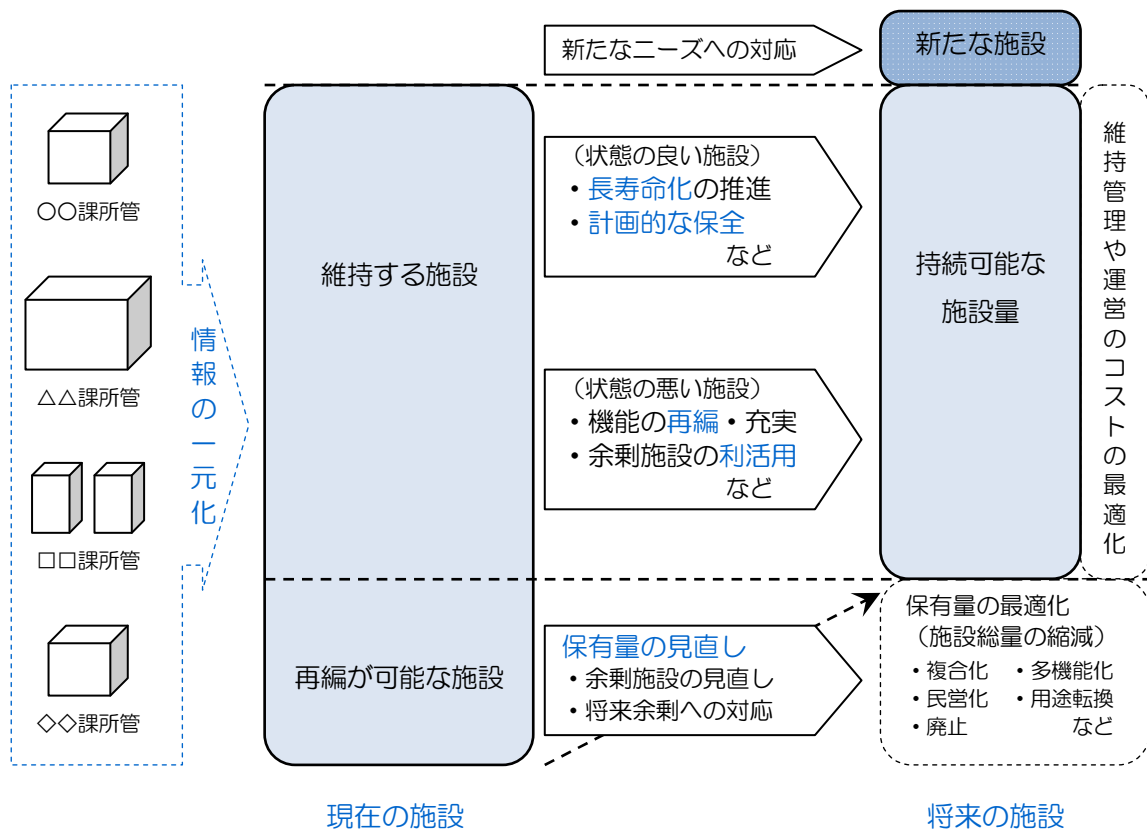 ○○課所管
△△課所管
□□課所管
◇◇課所管
情報の一元化
維持する施設
再編が可能な施設
現在の施設
新たなニーズへの対応
（状態の良い施設）
・長寿命化の推進
・計画的な保全
など
（状態の悪い施設）
・機能の再編・充実
・余剰施設の利活用
など
保有量の見直し
・余剰施設の見直し
・将来余剰への対応
新たな施設
持続可能な
施設量
維持管理や運営のコストの最適化
保有量の最適化
（施設総量の縮減）
・複合化 ・多機能化
・民営化 ・用途転換
・廃止 など
将来の施設